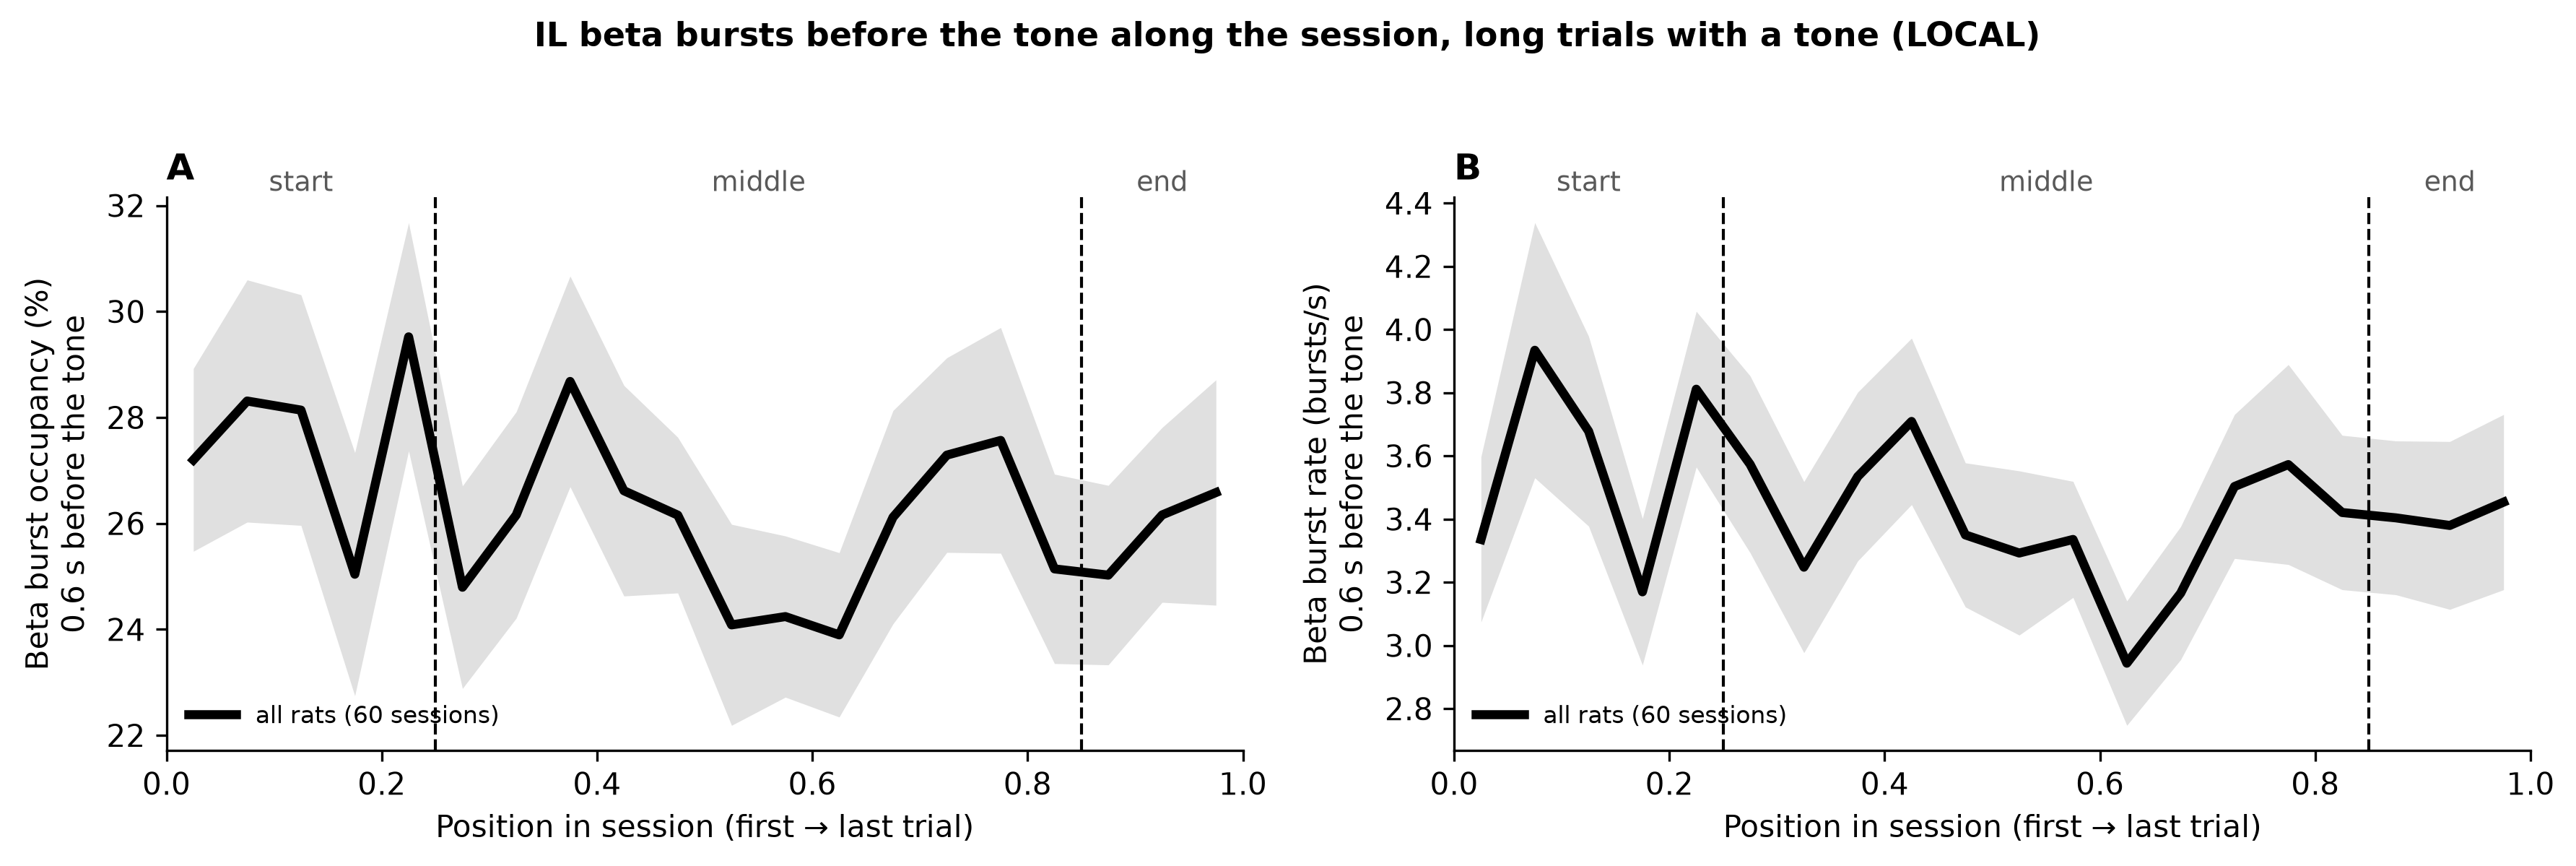 IL beta bursts before the tone along the session, long trials with a tone (LOCAL)
A
start
middle
end
32
30
28
26
24
22
Beta burst occupancy (%)
0.6 s before the tone
all rats (60 sessions)
0.0
0.2
0.4
0.6
0.8
1.0
Position in session (first → last trial)
B
start
middle
end
4.4
4.2
4.0
3.8
3.6
3.4
3.2
3.0
2.8
Beta burst rate (bursts/s)
0.6 s before the tone
all rats (60 sessions)
0.0
0.2
0.4
0.6
0.8
1.0
Position in session (first → last trial)